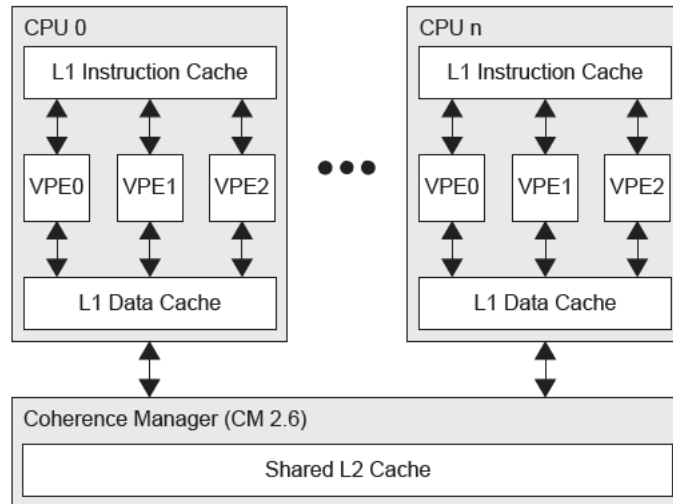 CPU 0
L1 Instruction Cache
VPE0 VPE1 VPE2
L1 Data Cache
CPU n
L1 Instruction Cache
VPE0 VPE1 VPE2
L1 Data Cache
Coherence Manager (CM 2.6)
Shared L2 Cache